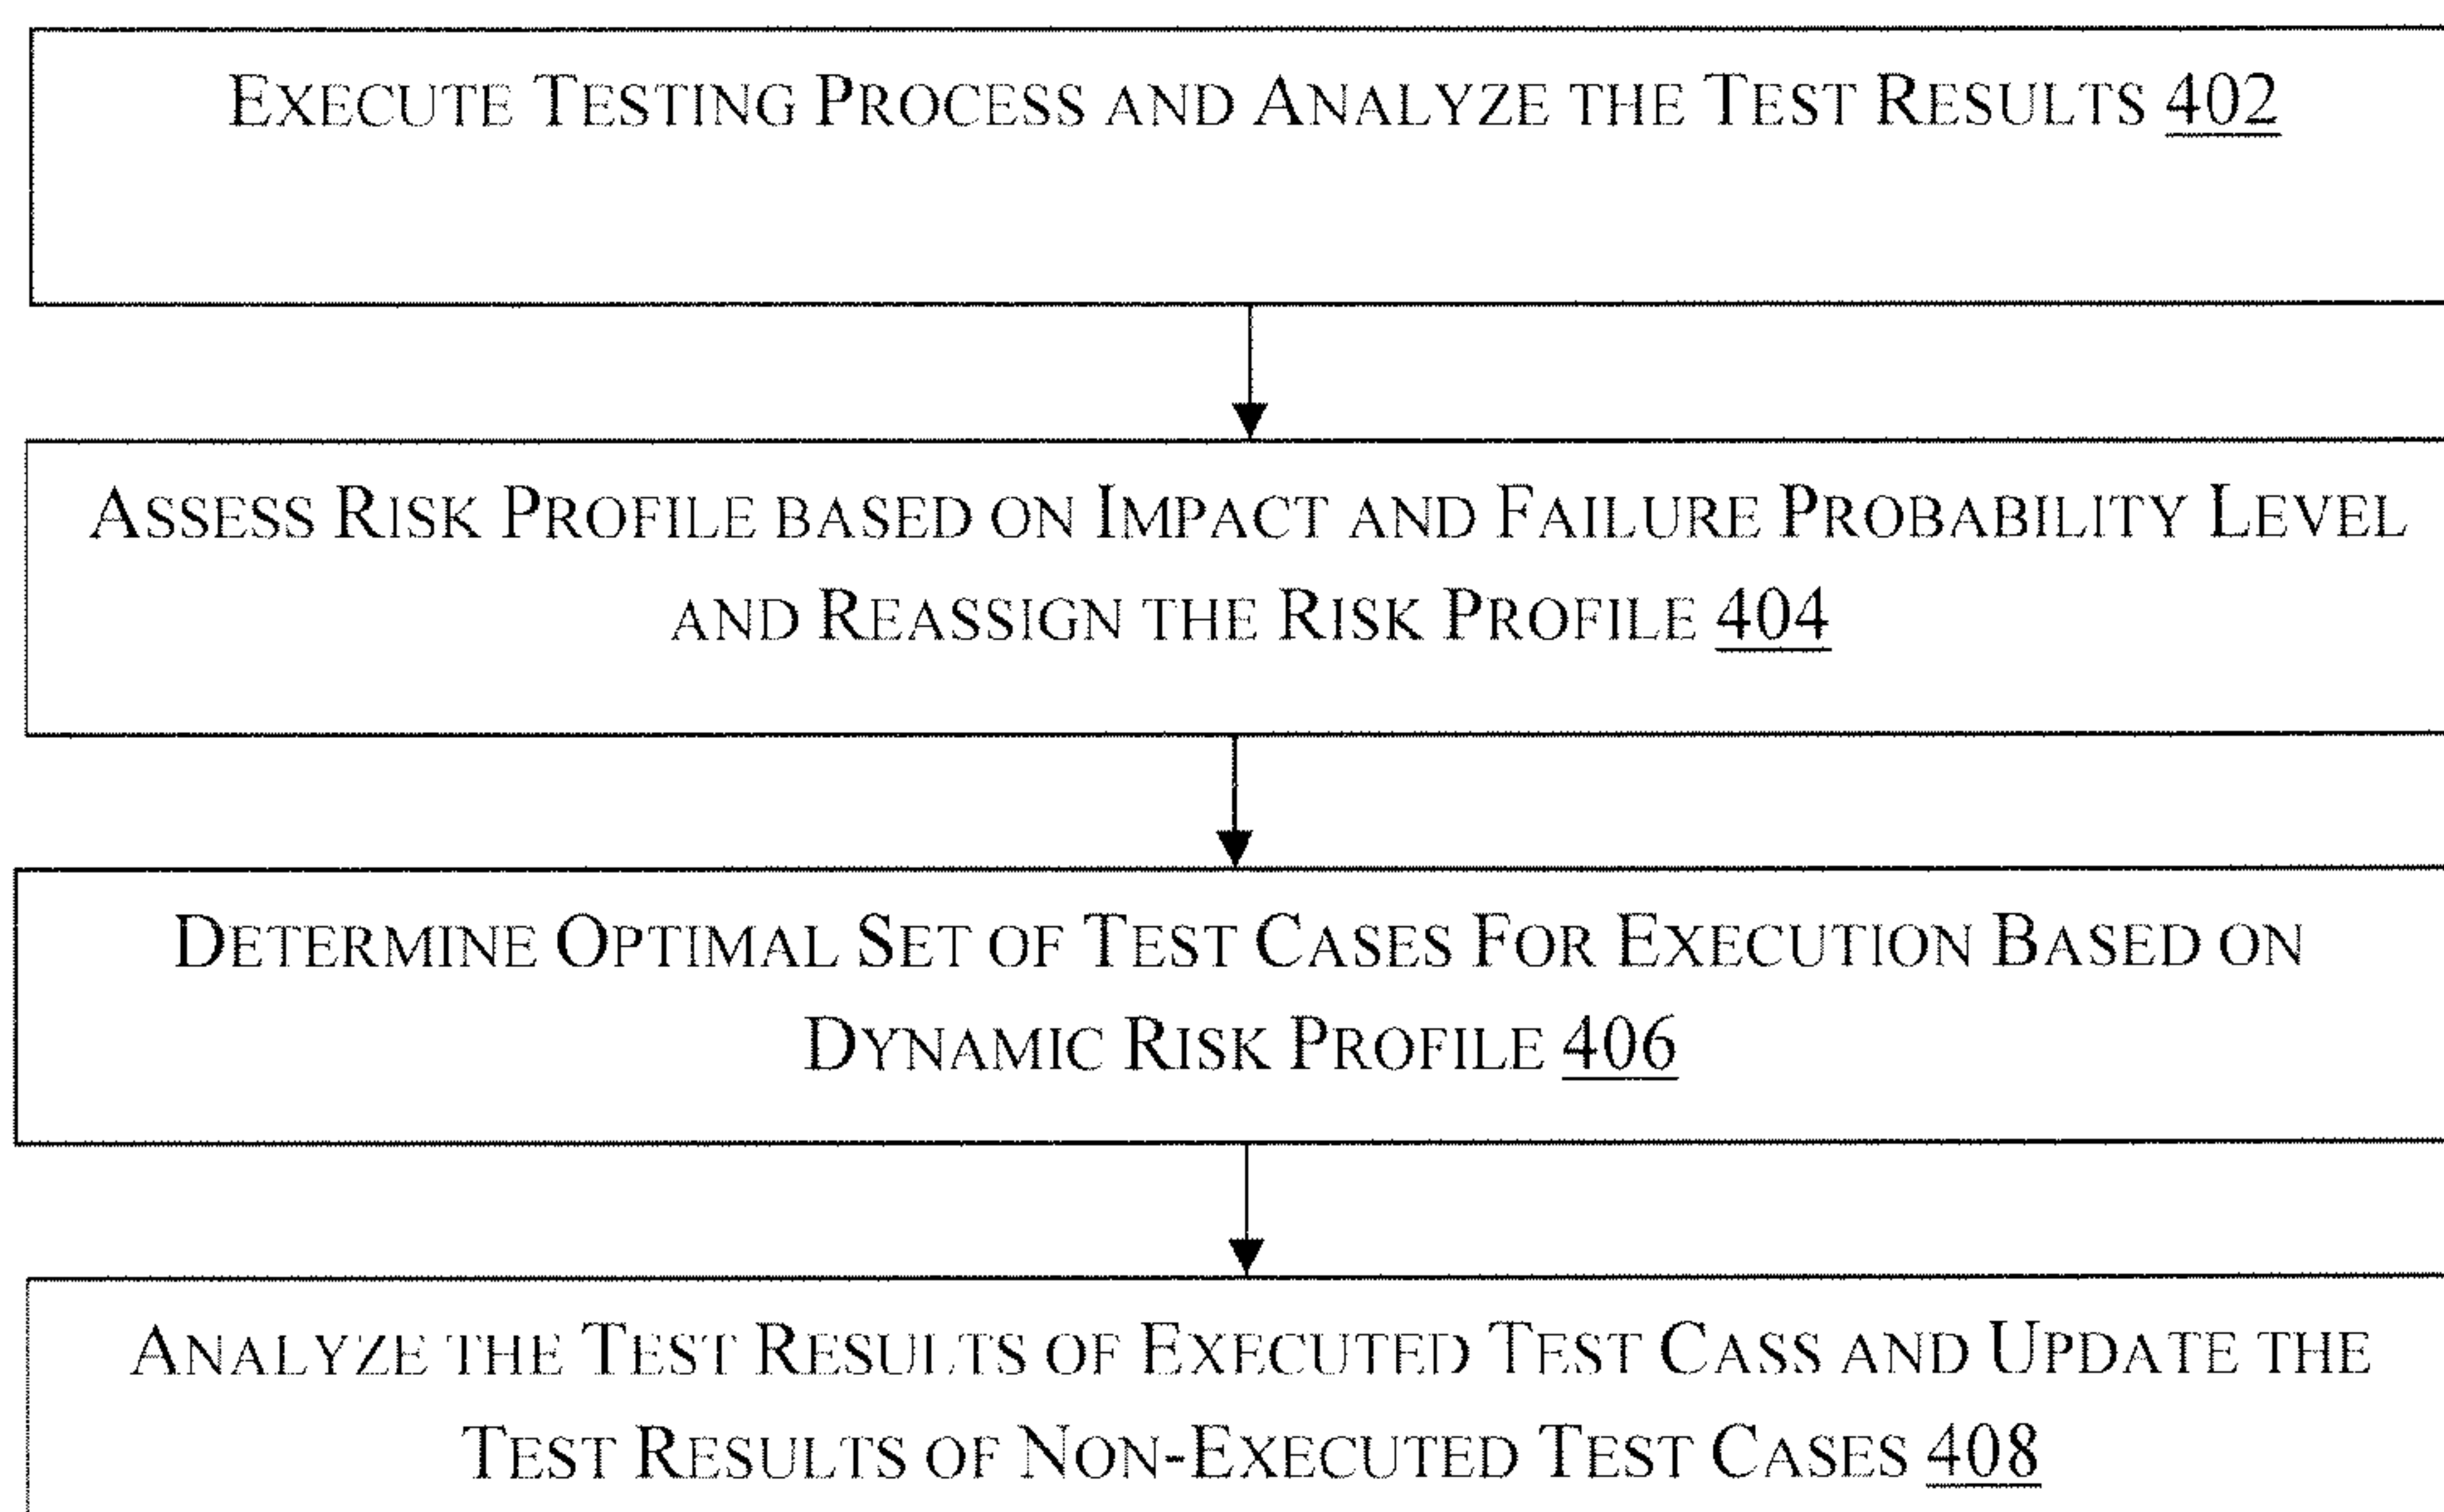 EXECUTE TESTING PROCESS AND ANALYZE THE TEST RESULTS 402
ASSESS RISK PROFILE BASED ON IMPACT AND FAILURE PROBABILITY LEVEL
AND REASSIGN THE RISK PROFILE 404
DETERMINE OPTIMAL SET OF TEST CASES FOR EXECUTION BASED ON
DYNAMIC RISK PROFILE 406
ANALYZE THE TEST RESULTS OF EXECUTED TEST CASS AND UPDATE THE
TEST RESULTS OF NON-EXECUTED TEST CASES 408